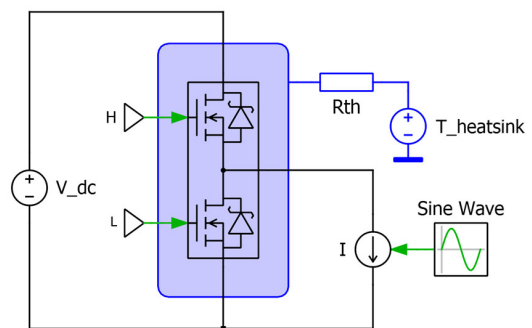 H
Rth
T_heatsink
V_dc
L
Sine Wave
I